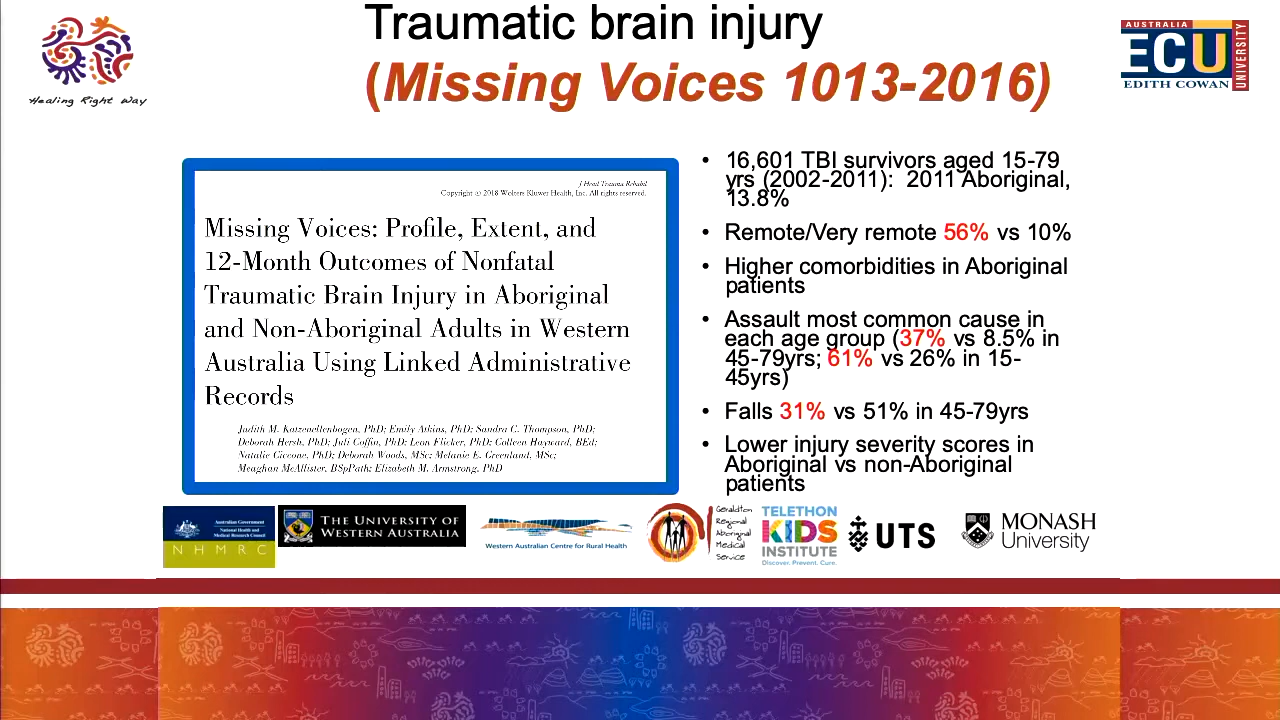 Traumatic brain injury
(Missing Voices 1013-2016)
Healing Right Way
AUSTRALIA
ECU
UNIVERSITY
EDITH COWAN
J Head Trauma Rehabil
Copyright © 2018 Wolters Kluwer Health, Inc. All rights reserved.
Missing Voices: Profile, Extent, and
12-Month Outcomes of Nonfatal
Traumatic Brain Injury in Aboriginal
and Non-Aboriginal Adults in Western
Australia Using Linked Administrative
Records
Judith M. Katzenellenbogen, PhD; Emily Atkins, PhD; Sandra C. Thompson, PhD;
Deborah Hersh, PhD; Juli Coffin, PhD; Leon Flicker, PhD; Colleen Hayward, BEd;
Natalie Ciccone, PhD; Deborah Woods, MSc; Melanie E. Greenland, MSc;
Meaghan McAllister, BSpPath; Elizabeth M. Armstrong, PhD
• 16,601 TBI survivors aged 15-79
yrs (2002-2011): 2011 Aboriginal,
13.8%
• Remote/Very remote 56% vs 10%
• Higher comorbidities in Aboriginal
patients
• Assault most common cause in
each age group (37% vs 8.5% in
45-79yrs; 61% vs 26% in 15-
45yrs)
• Falls 31% vs 51% in 45-79yrs
• Lower injury severity scores in
Aboriginal vs non-Aboriginal
patients
Australian Government
National Health and
Medical Research Council
NHMRC
THE UNIVERSITY OF
WESTERN AUSTRALIA
Western Australian Centre for Rural Health
Geraldton
Regional
Aboriginal
Medical
Service
TELETHON
KIDS
INSTITUTE
Discover. Prevent. Cure.
UTS
MONASH
University